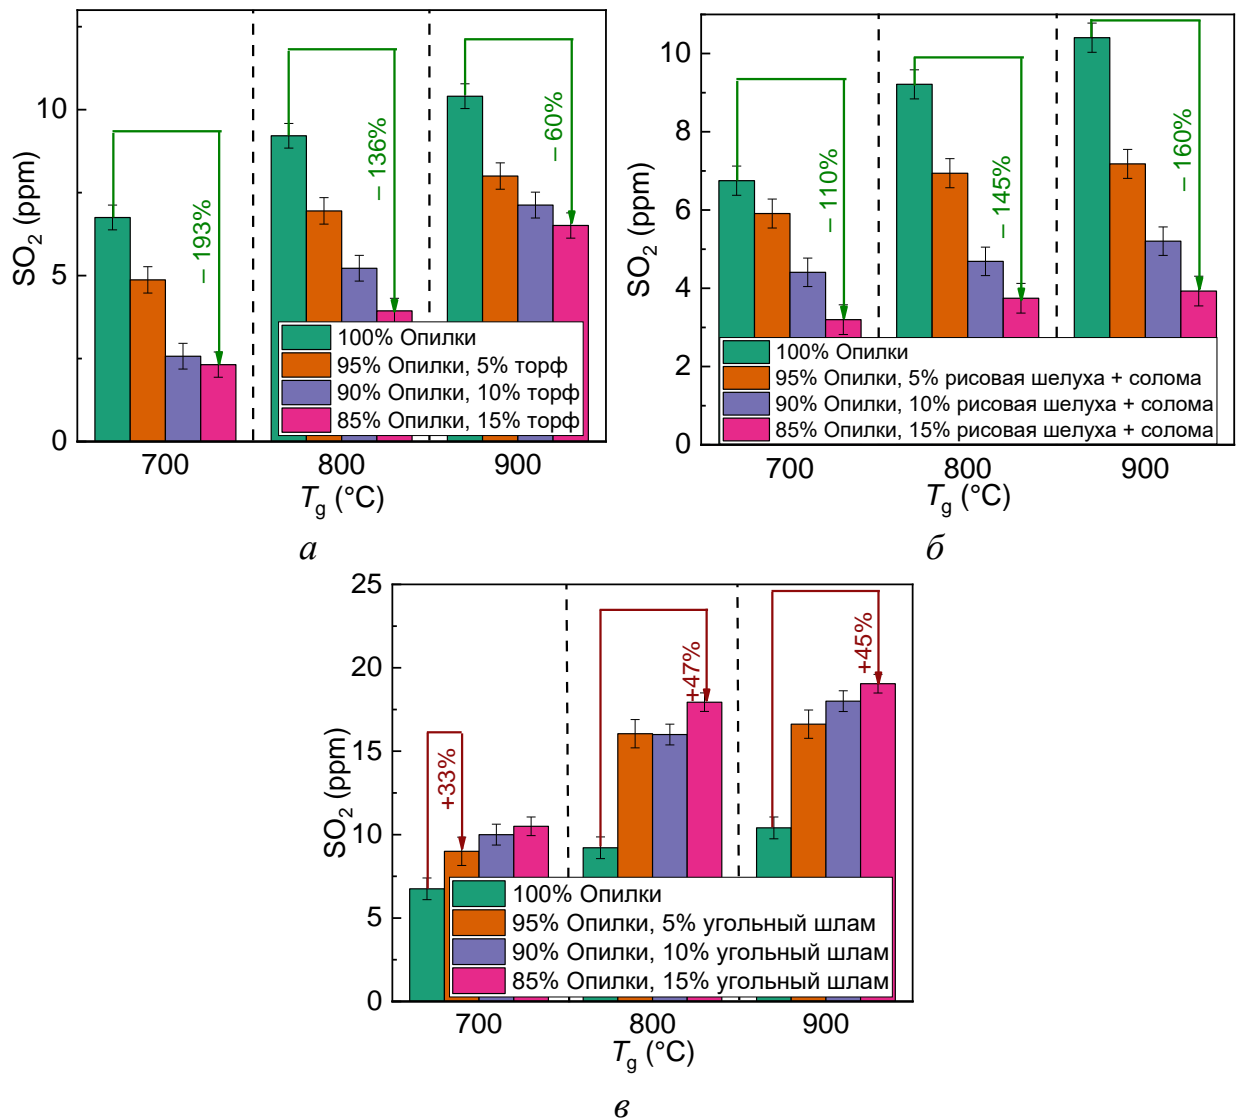 SO2 (ppm)
10
5
0
– 193%
– 136%
– 60%
100% Опилки
95% Опилки, 5% торф
90% Опилки, 10% торф
85% Опилки, 15% торф
700
800
900
Tg (°C)
а
SO2 (ppm)
10
8
6
4
2
0
– 110%
– 145%
– 160%
100% Опилки
95% Опилки, 5% рисовая шелуха + солома
90% Опилки, 10% рисовая шелуха + солома
85% Опилки, 15% рисовая шелуха + солома
700
800
900
Tg (°C)
б
SO2 (ppm)
25
20
15
10
5
0
+33%
+47%
+45%
100% Опилки
95% Опилки, 5% угольный шлам
90% Опилки, 10% угольный шлам
85% Опилки, 15% угольный шлам
700
800
900
Tg (°C)
в